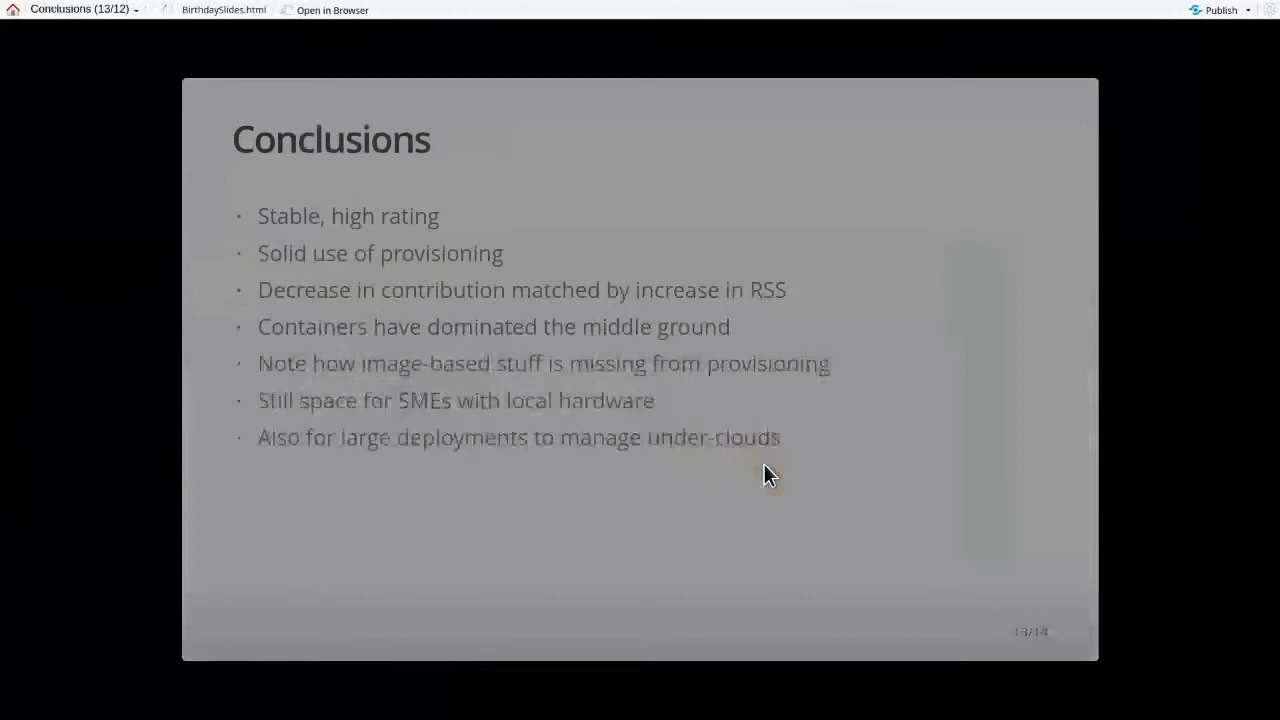 Conclusions (13/12)
BirthdaySlides.html
Open in Browser
Publish
Conclusions
· Stable, high rating
· Solid use of provisioning
· Decrease in contribution matched by increase in RSS
· Containers have dominated the middle ground
· Note how image-based stuff is missing from provisioning
· Still space for SMEs with local hardware
· Also for large deployments to manage under-clouds
13/14